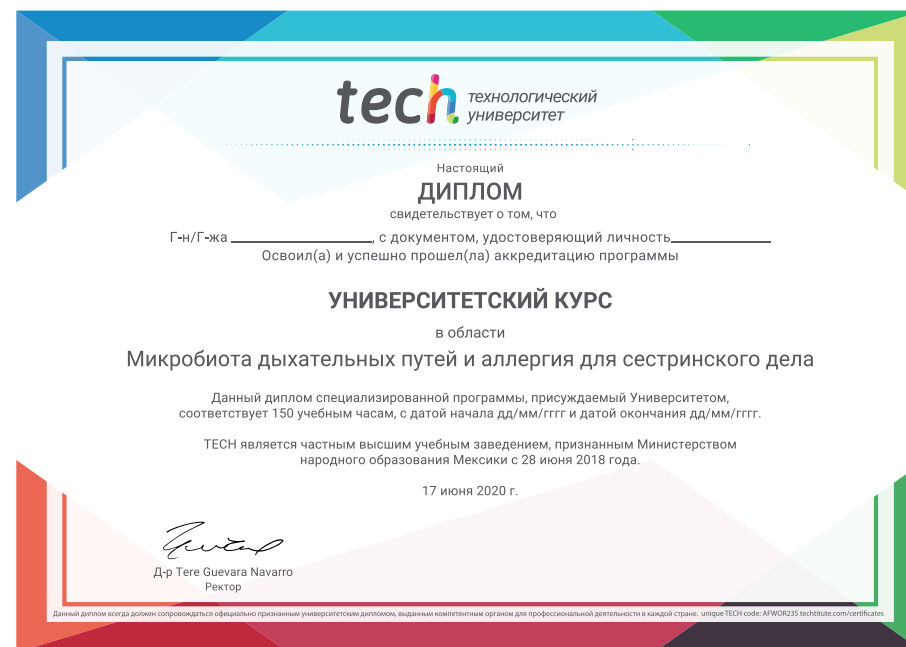 tech технологический
университет
Настоящий
ДИПЛОМ
свидетельствует о том, что
Г-н/Г-жа ____________________, с документом, удостоверяющий личность______________
Освоил(а) и успешно прошел(ла) аккредитацию программы
УНИВЕРСИТЕТСКИЙ КУРС
в области
Микробиота дыхательных путей и аллергия для сестринского дела
Данный диплом специализированной программы, присуждаемый Университетом,
соответствует 150 учебным часам, с датой начала дд/мм/гггг и датой окончания дд/мм/гггг.
TECH является частным высшим учебным заведением, признанным Министерством
народного образования Мексики с 28 июня 2018 года.
17 июня 2020 г.
Д-р Tere Guevara Navarro
Ректор
Данный диплом всегда должен сопровождаться официально признанным университетским дипломом, выданным компетентным органом для профессиональной деятельности в каждой стране. unique TECH code: AFWOR23S techtitute.com/certificates